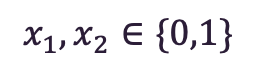 x₁, x₂ ∈ {0,1}